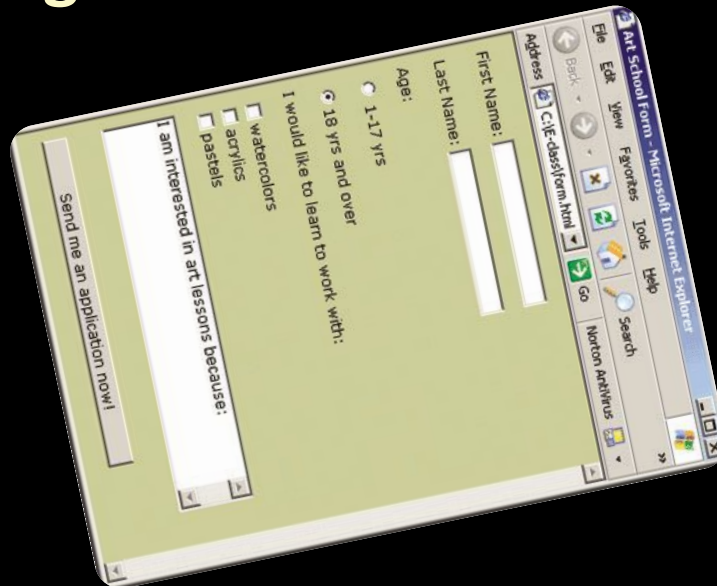 g
Art School Form - Microsoft Internet Explorer
File Edit View Favorites Tools Help
Back Search
Address C:\E-class\form.html Go Norton AntiVirus
First Name:
Last Name:
Age:
1-17 yrs
18 yrs and over
I would like to learn to work with:
watercolors
acrylics
pastels
I am interested in art lessons because:
Send me an application now!